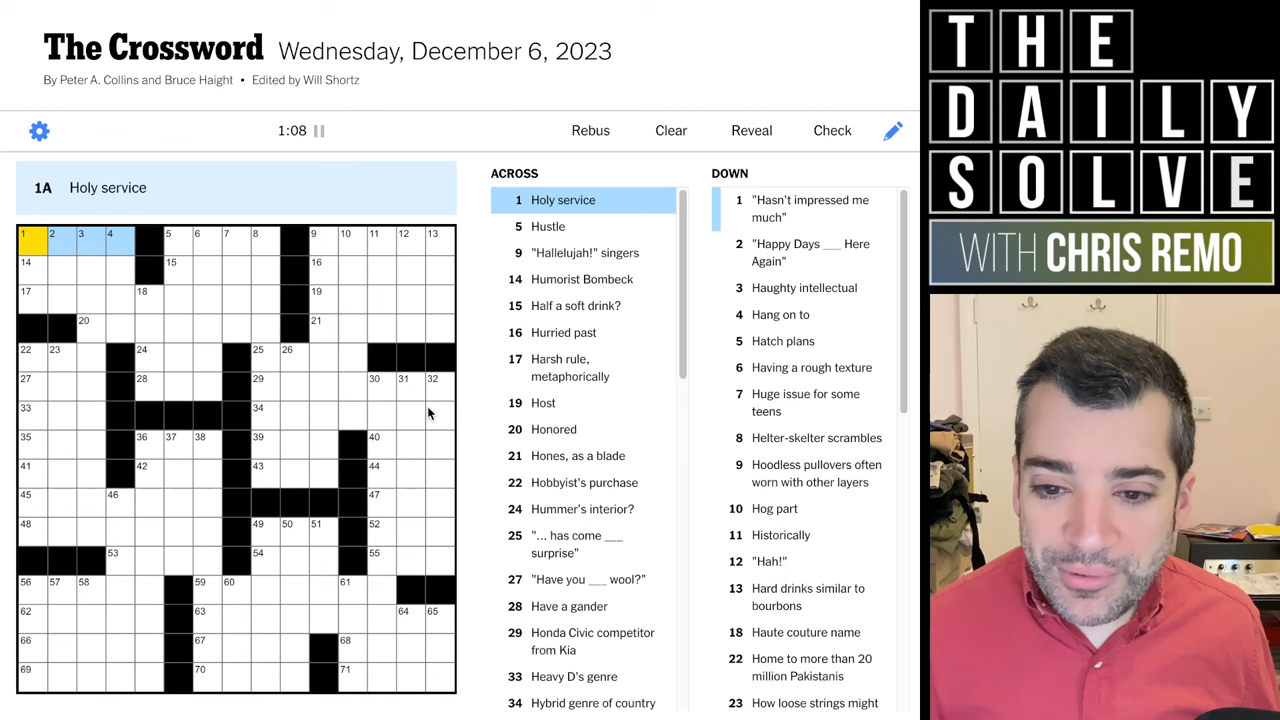 The Crossword Wednesday, December 6, 2023
By Peter A. Collins and Bruce Haight • Edited by Will Shortz
1:08 Rebus Clear Reveal Check
1A Holy service
1 2 3 4 5 6 7 8 9 10 11 12 13
14 15 16
17 18 19
20 21
22 23 24 25 26
27 28 29 30 31 32
33 34
35 36 37 38 39 40
41 42 43 44
45 46 47
48 49 50 51 52
53 54 55
56 57 58 59 60 61
62 63 64 65
66 67 68
69 70 71
ACROSS
1 Holy service
5 Hustle
9 "Hallelujah!" singers
14 Humorist Bombeck
15 Half a soft drink?
16 Hurried past
17 Harsh rule,
metaphorically
19 Host
20 Honored
21 Hones, as a blade
22 Hobbyist's purchase
24 Hummer's interior?
25 "... has come ___
surprise"
27 "Have you ___ wool?"
28 Have a gander
29 Honda Civic competitor
from Kia
33 Heavy D's genre
34 Hybrid genre of country
DOWN
1 "Hasn't impressed me
much"
2 "Happy Days ___ Here
Again"
3 Haughty intellectual
4 Hang on to
5 Hatch plans
6 Having a rough texture
7 Huge issue for some
teens
8 Helter-skelter scrambles
9 Hoodless pullovers often
worn with other layers
10 Hog part
11 Historically
12 "Hah!"
13 Hard drinks similar to
bourbons
18 Haute couture name
22 Home to more than 20
million Pakistanis
23 How loose strings might
THE
DAILY
SOLVE
WITH CHRIS REMO